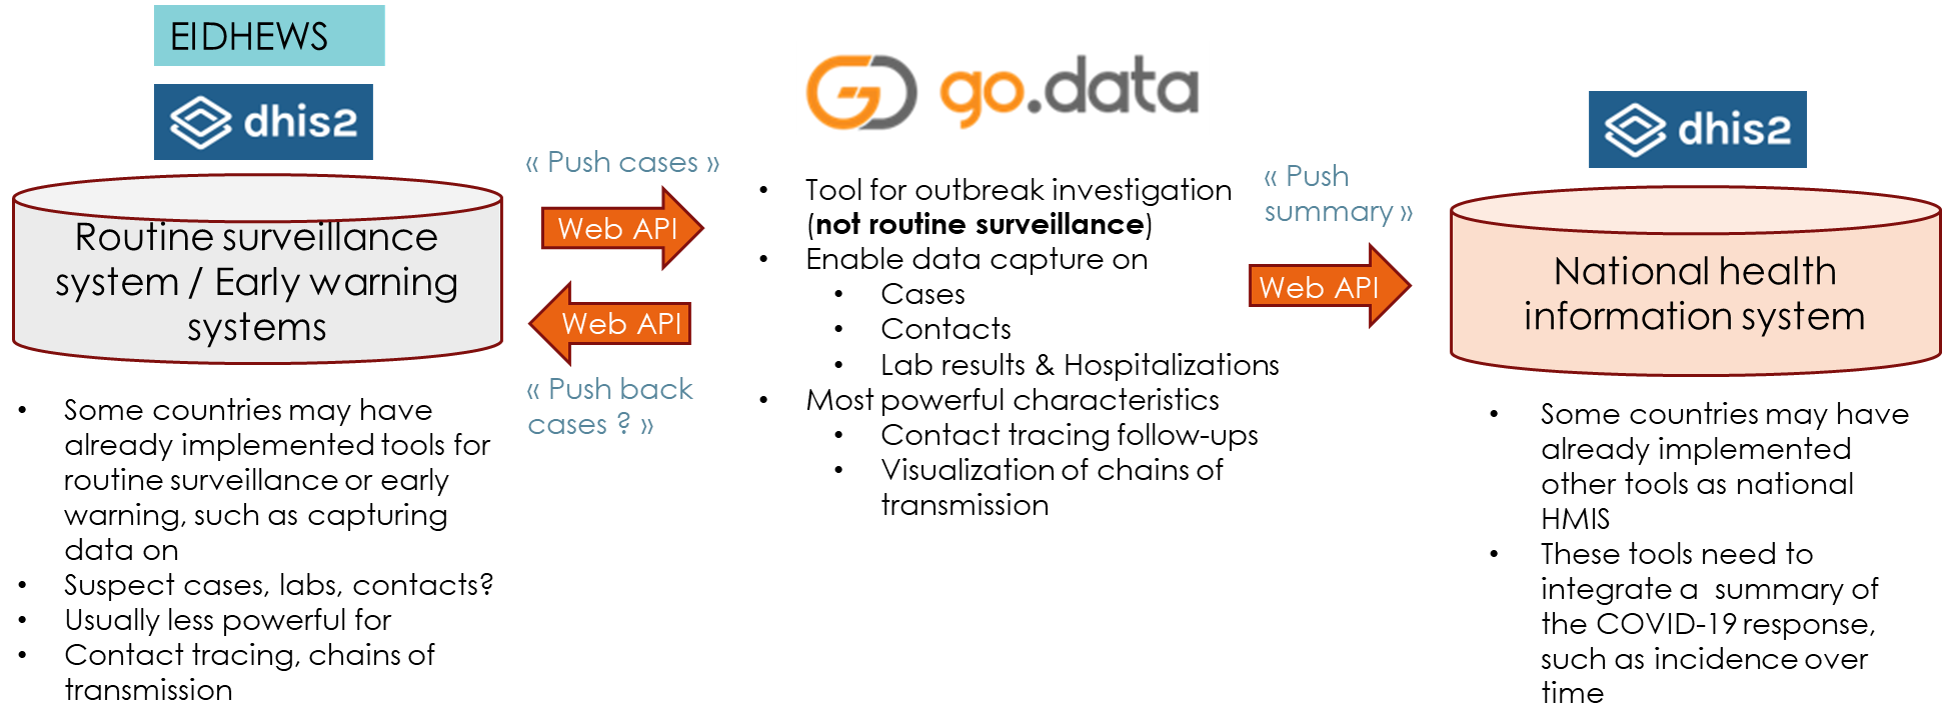 EIDHEWS
dhis2
Routine surveillance
system / Early warning
systems
• Some countries may have
already implemented tools for
routine surveillance or early
warning, such as capturing
data on
• Suspect cases, labs, contacts?
• Usually less powerful for
• Contact tracing, chains of
transmission
« Push cases »
Web API
Web API
« Push back
cases ? »
go.data
• Tool for outbreak investigation
(not routine surveillance)
• Enable data capture on
• Cases
• Contacts
• Lab results & Hospitalizations
• Most powerful characteristics
• Contact tracing follow-ups
• Visualization of chains of
transmission
« Push
summary »
Web API
dhis2
National health
information system
• Some countries may have
already implemented
other tools as national
HMIS
• These tools need to
integrate a  summary of
the COVID-19 response,
such as incidence over
time